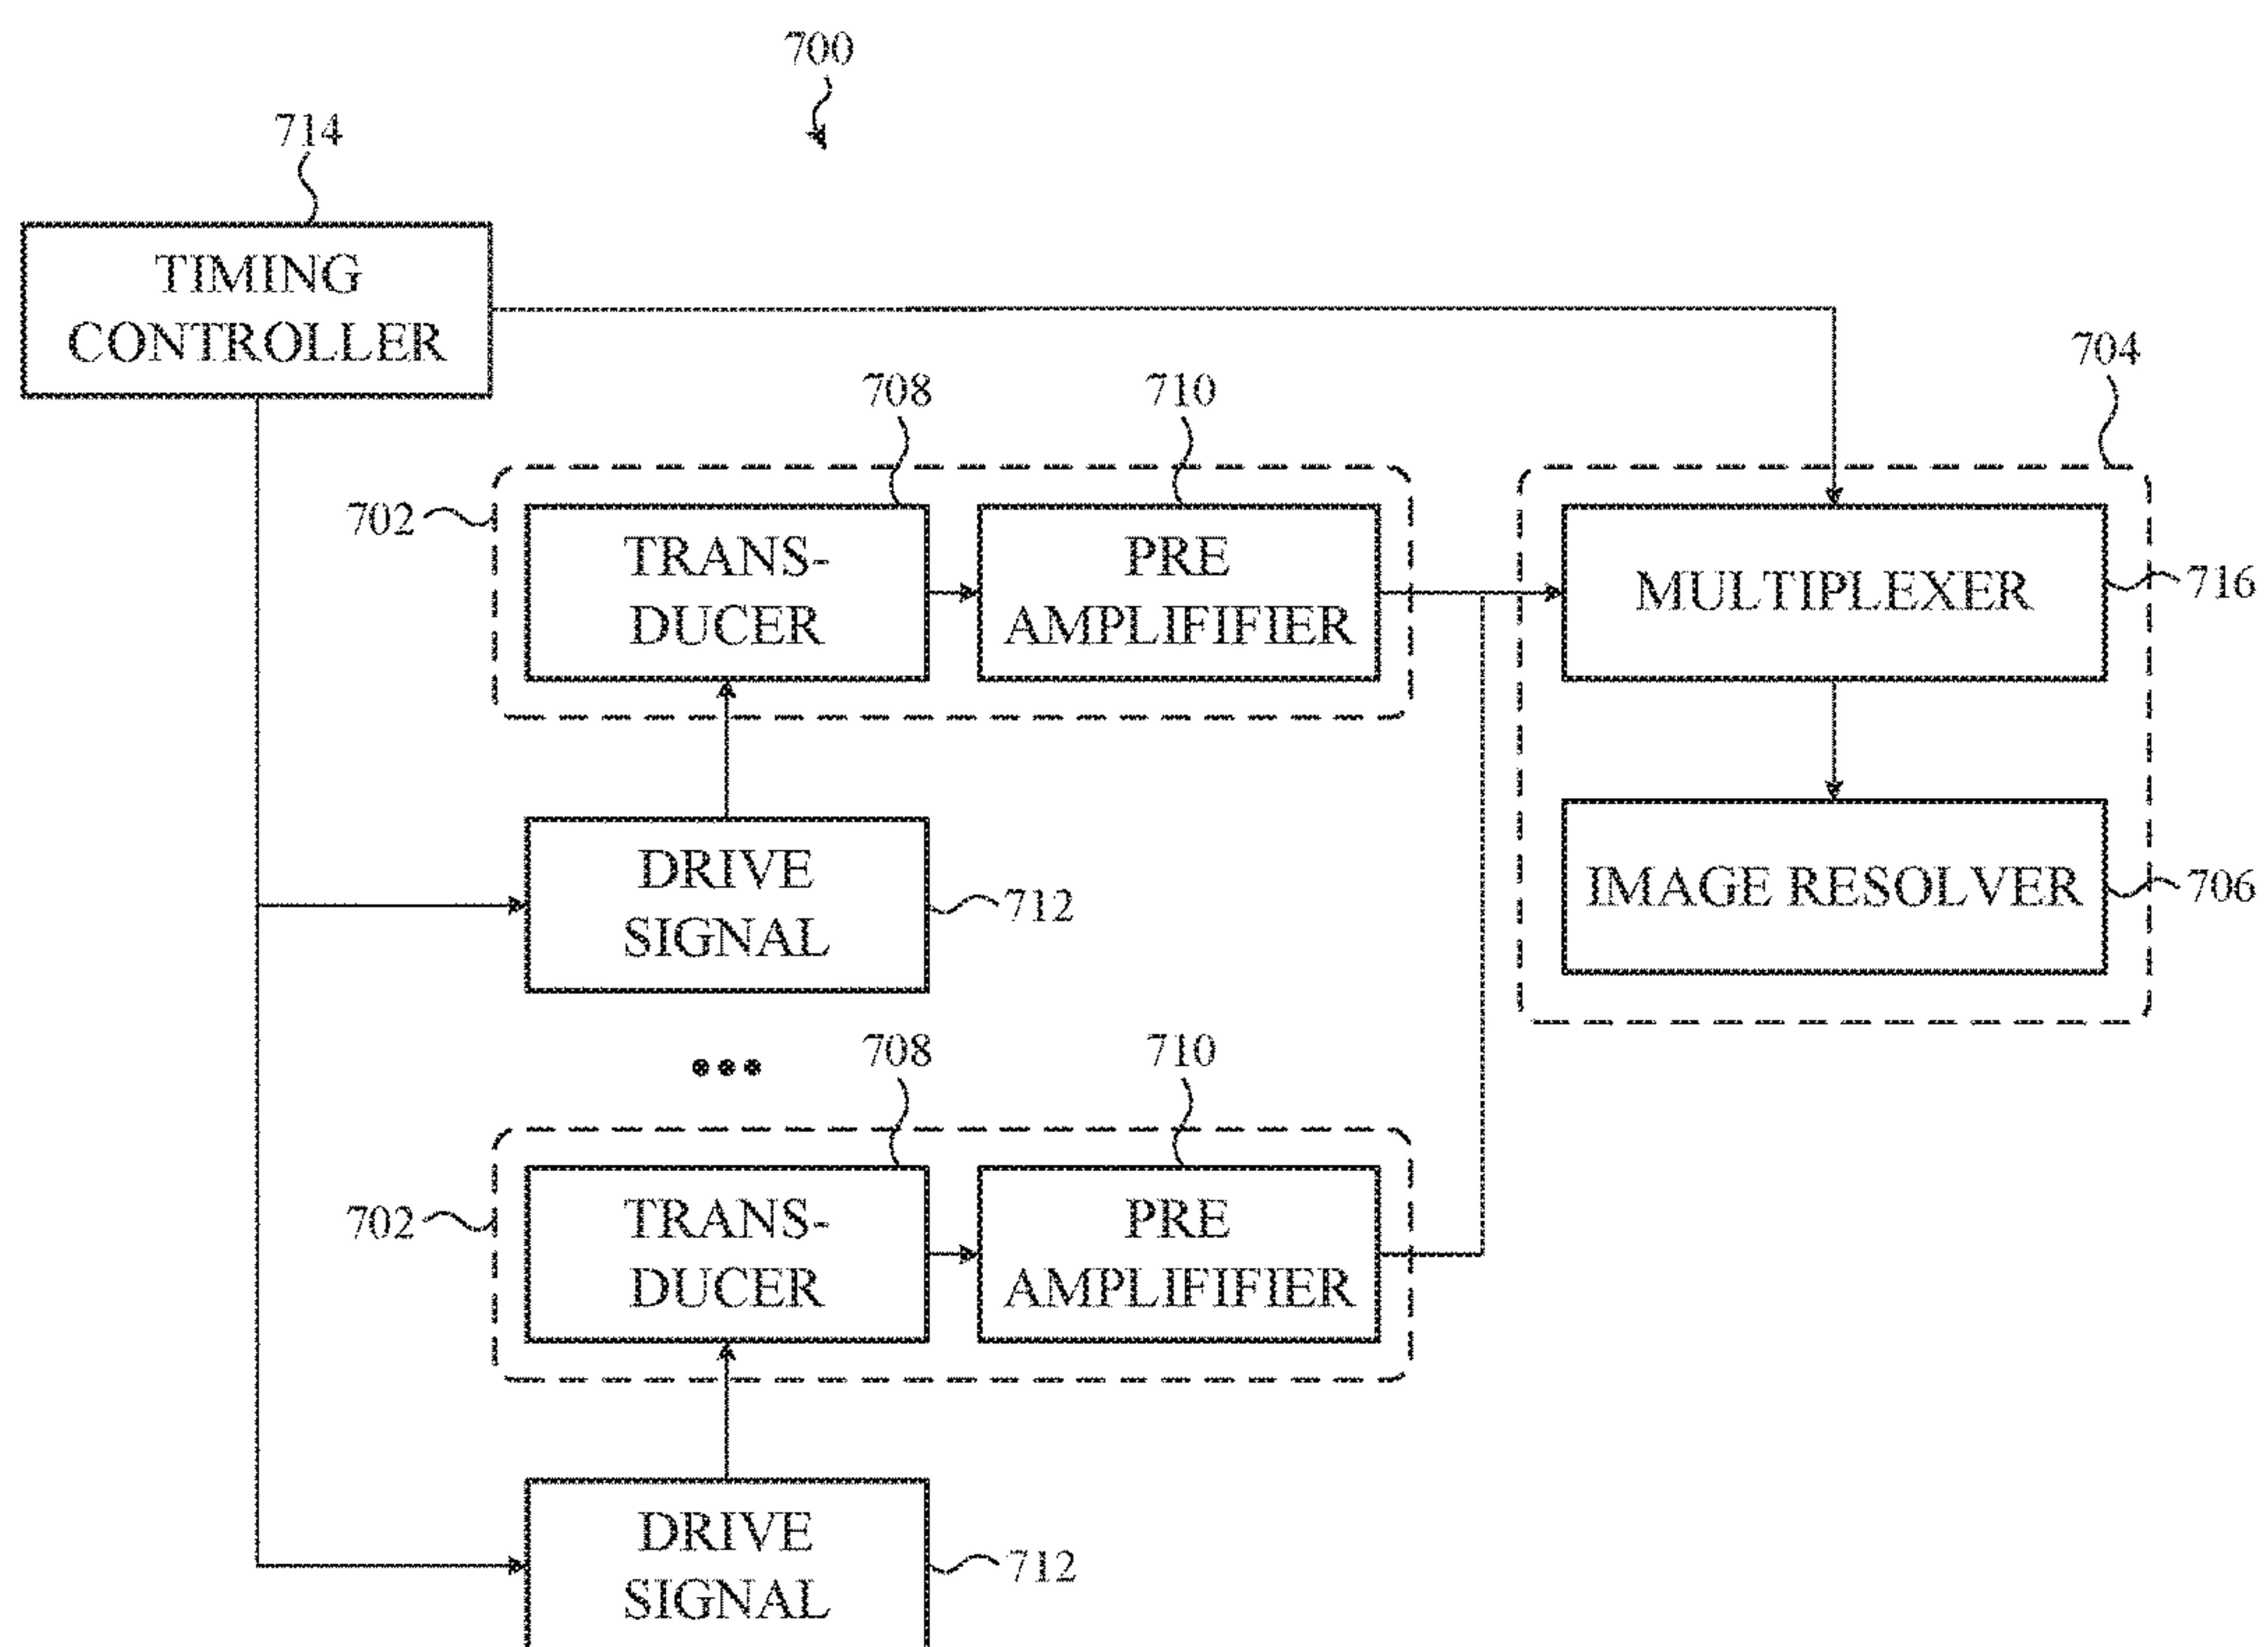 700
714
TIMING
CONTROLLER
704
708
710
702
TRANS-
DUCER
PRE
AMPLIFIFIER
MULTIPLEXER
716
DRIVE
SIGNAL
712
IMAGE RESOLVER
706
708
710
702
TRANS-
DUCER
PRE
AMPLIFIFIER
DRIVE
SIGNAL
712